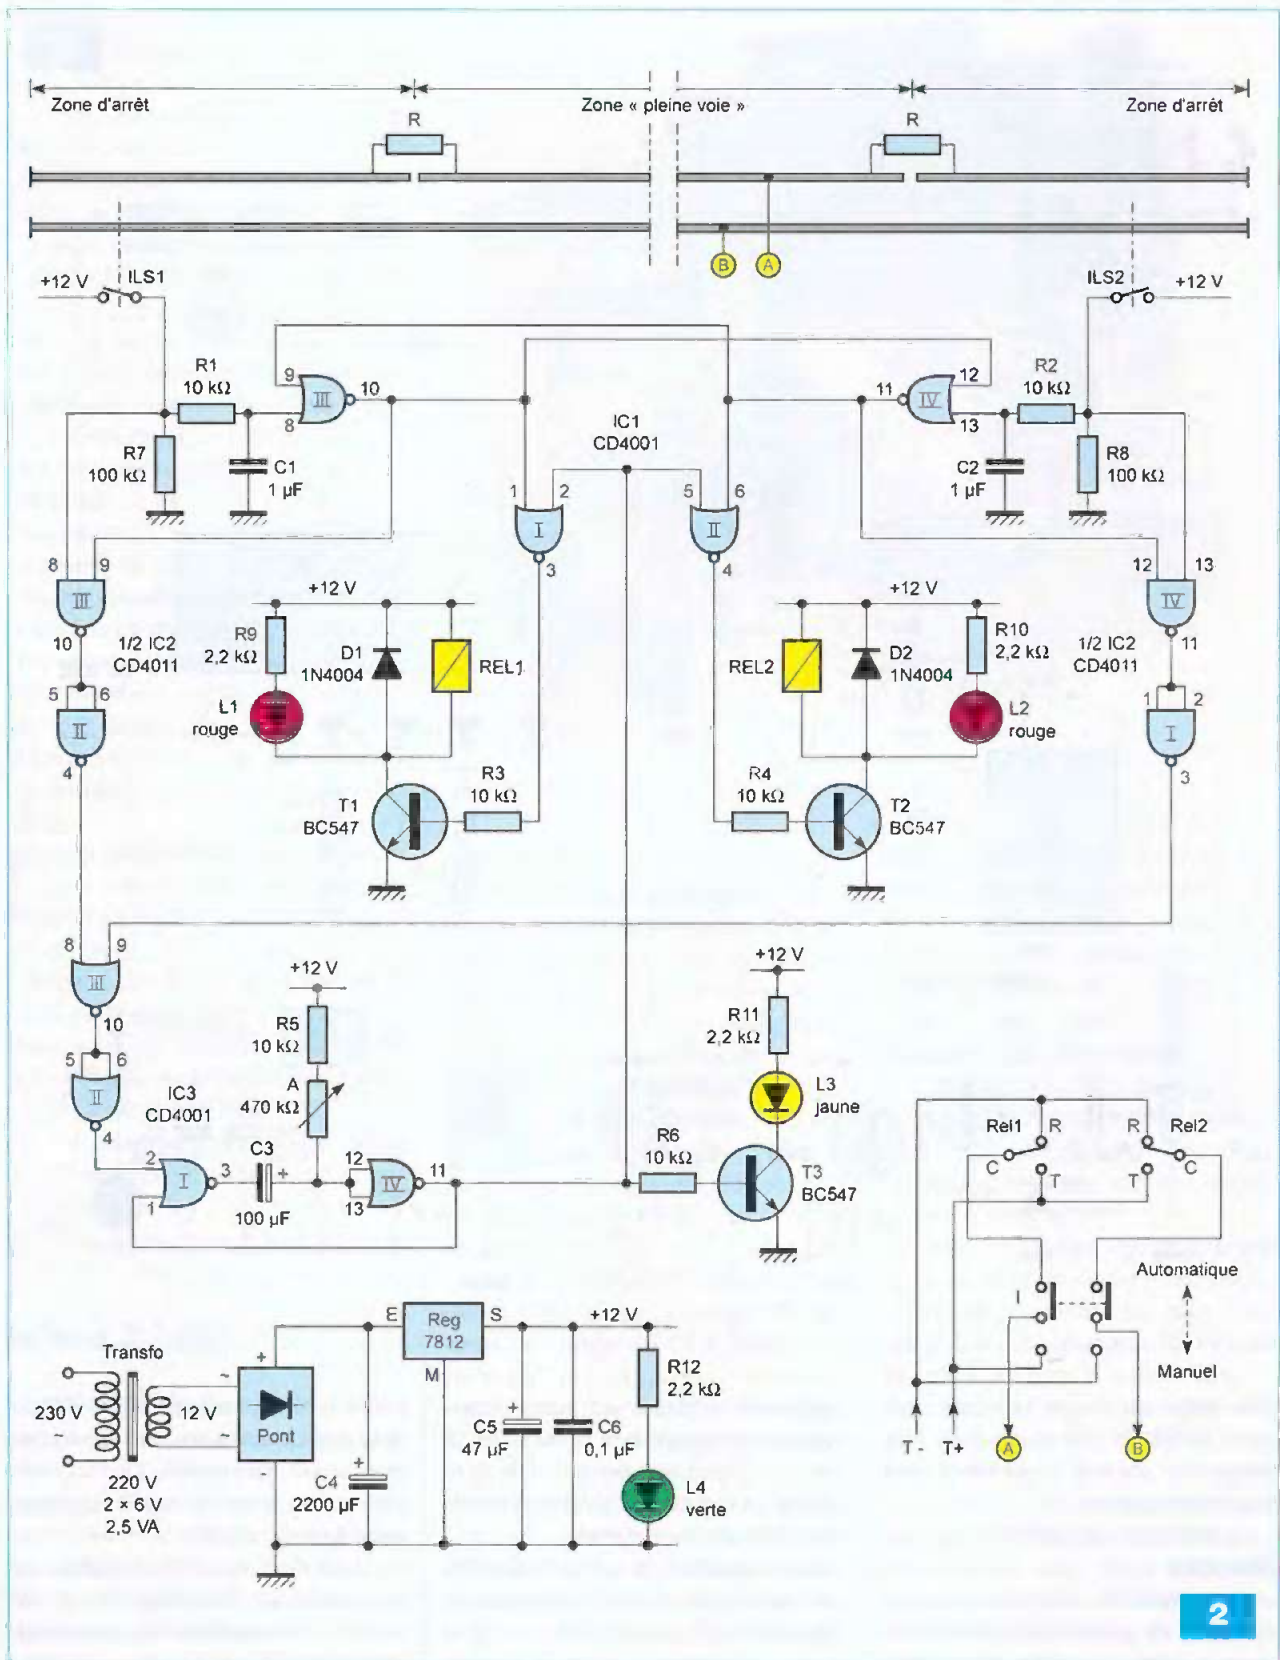 Zone d'arrêt
Zone « pleine voie »
Zone d'arrêt
R
R
B
A
+12 V
ILS1
ILS2
+12 V
R1
10 kΩ
9
8
III
10
11
IV
12
13
R2
10 kΩ
IC1
CD4001
R7
100 kΩ
C1
1 µF
C2
1 µF
R8
100 kΩ
1
2
I
3
5
6
II
4
8
9
III
10
12
13
IV
11
1/2 IC2
CD4011
1/2 IC2
CD4011
+12 V
R9
2,2 kΩ
D1
1N4004
REL1
L1
rouge
+12 V
REL2
D2
1N4004
R10
2,2 kΩ
L2
rouge
5
6
II
4
1
2
I
3
T1
BC547
R3
10 kΩ
R4
10 kΩ
T2
BC547
8
9
III
10
5
6
II
4
IC3
CD4001
+12 V
R5
10 kΩ
A
470 kΩ
2
1
I
3
C3
+
100 µF
12
13
IV
11
+12 V
R11
2,2 kΩ
L3
jaune
R6
10 kΩ
T3
BC547
Rel1
R
R
Rel2
C
T
T
C
Automatique
I
Manuel
T -
T+
A
B
Transfo
230 V
12 V
220 V
2 × 6 V
2,5 VA
~
+
Pont
-
E
Reg
7812
S
M
+12 V
+
C4
2200 µF
+
C5
47 µF
C6
0,1 µF
R12
2,2 kΩ
L4
verte
2